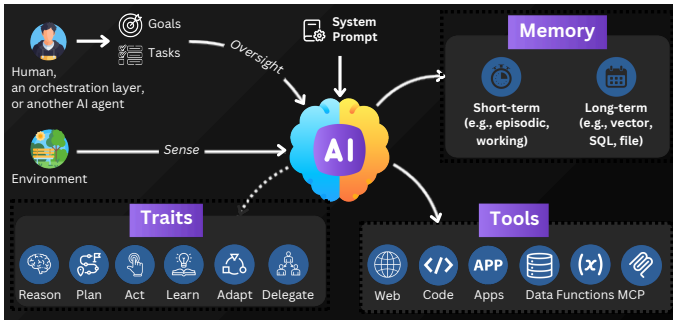 Goals
Tasks
Human,
an orchestration layer,
or another AI agent
Oversight
System
Prompt
Environment
Sense
AI
Memory
Short-term
(e.g., episodic,
working)
Long-term
(e.g., vector,
SQL, file)
Traits
Reason Plan Act Learn Adapt Delegate
Tools
APP
(x)
Web Code Apps Data Functions MCP